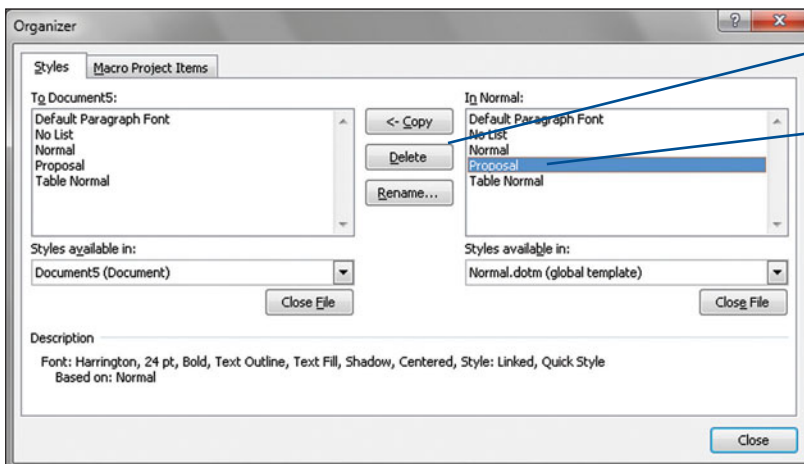 Organizer
Styles
Macro Project Items
To Document5:
Default Paragraph Font
No List
Normal
Proposal
Table Normal
<- Copy
Delete
Rename...
In Normal:
Default Paragraph Font
No List
Normal
Proposal
Table Normal
Styles available in:
Document5 (Document)
Close File
Styles available in:
Normal.dotm (global template)
Close File
Description
Font: Harrington, 24 pt, Bold, Text Outline, Text Fill, Shadow, Centered, Style: Linked, Quick Style
Based on: Normal
Close